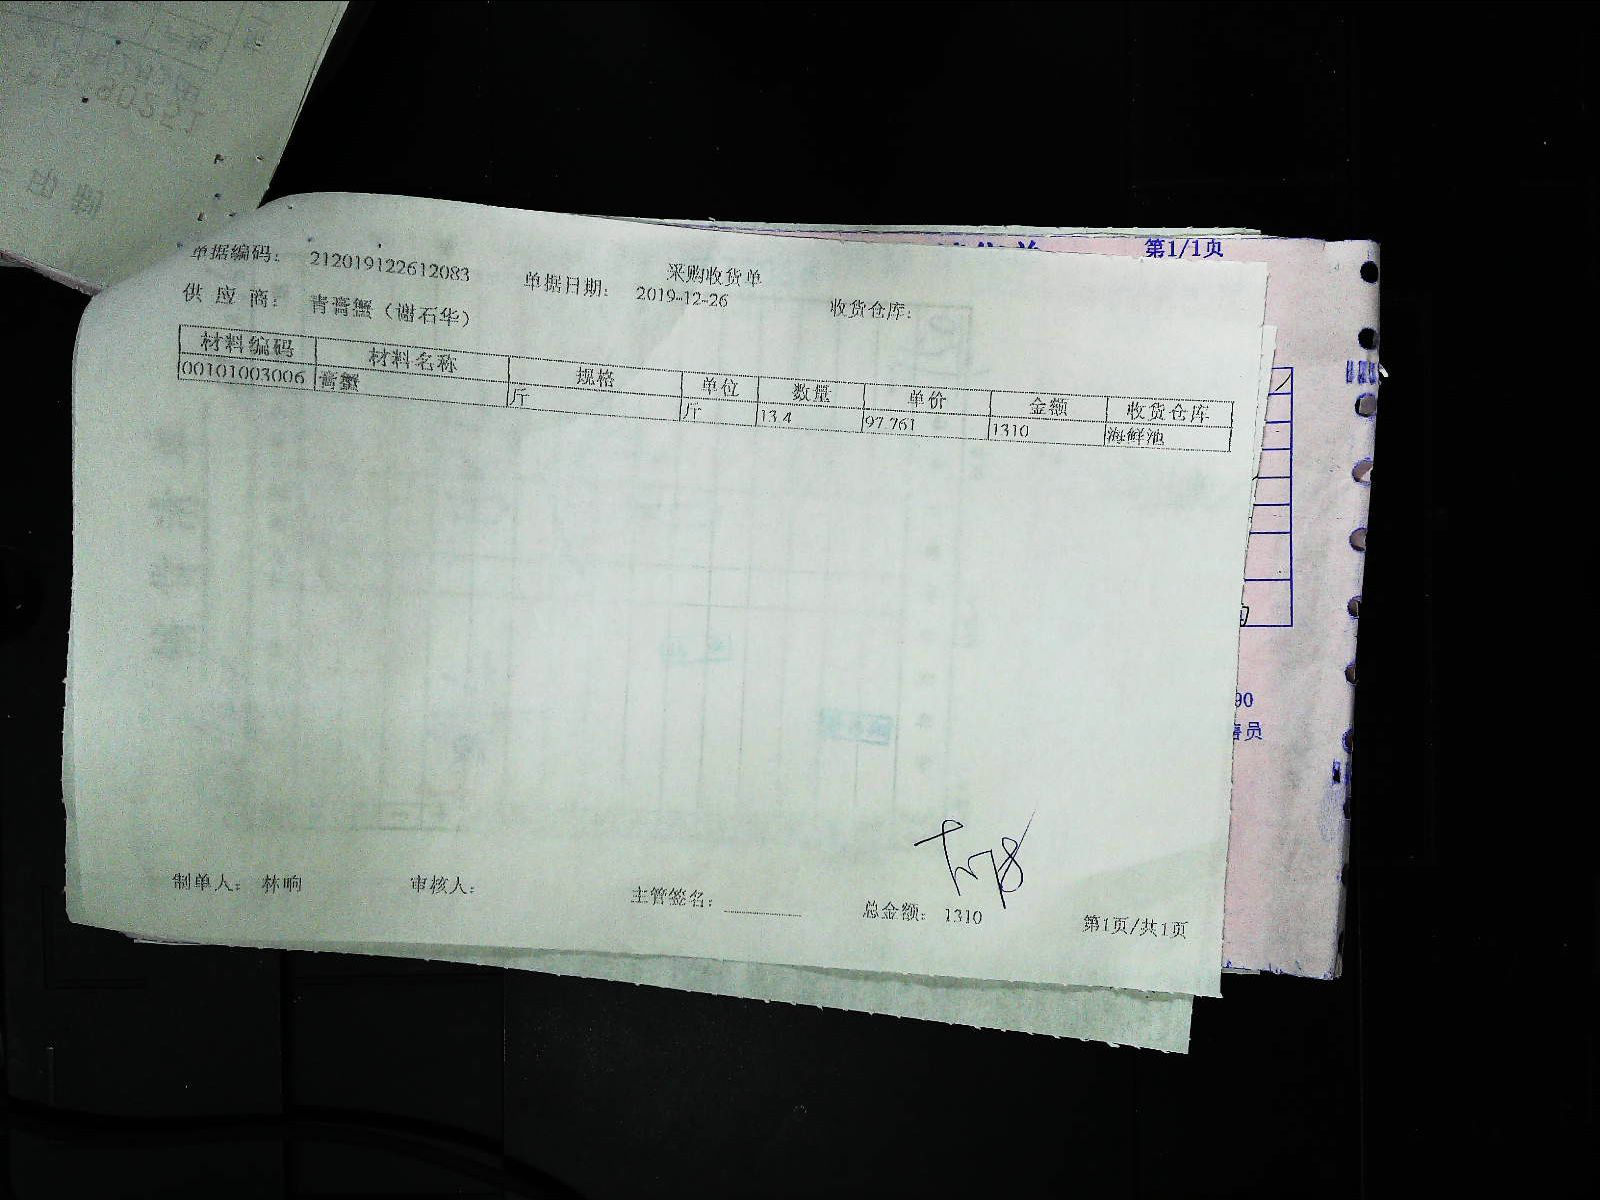 采购收货单
单据编码: 212019122612083 单据日期: 2019-12-26 收货仓库:
供应商: 青膏蟹(谢石华)
材料编码 材料名称 规格 单位 数量 单价 金额 收货仓库
00101003006 膏蟹 斤 斤 13.4 97.761 1310 海鲜池
制单人: 林响 审核人: 主管签名: 总金额: 1310 第1页/共1页
第1/1页
90
售员